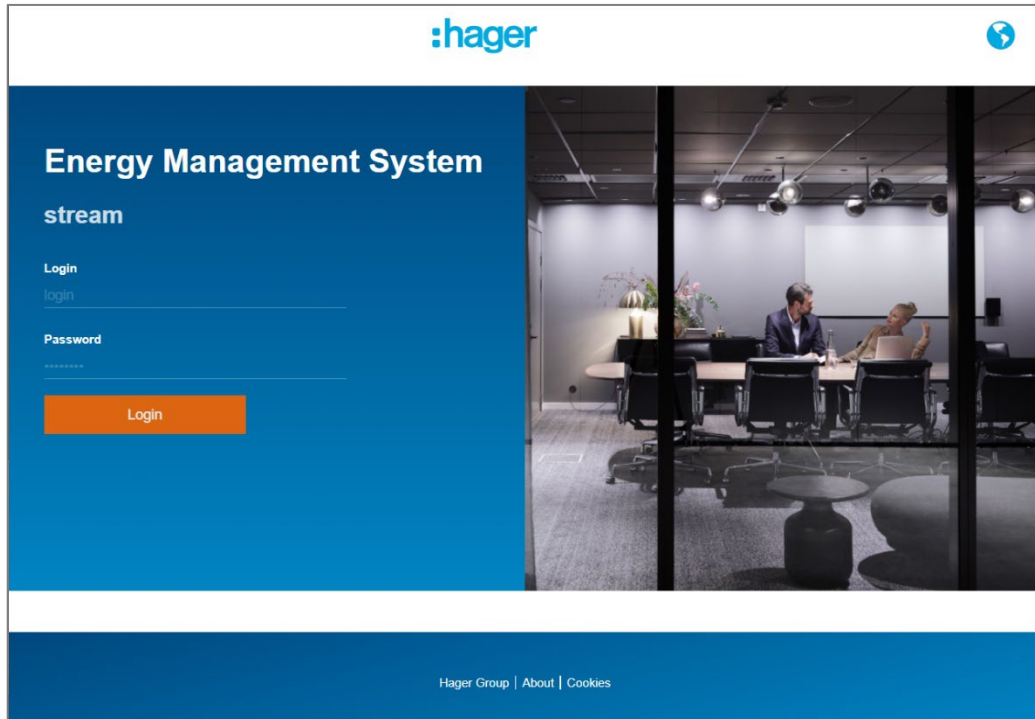 :hager
Energy Management System
stream
Login
login
Password
--------
Login
Hager Group | About | Cookies